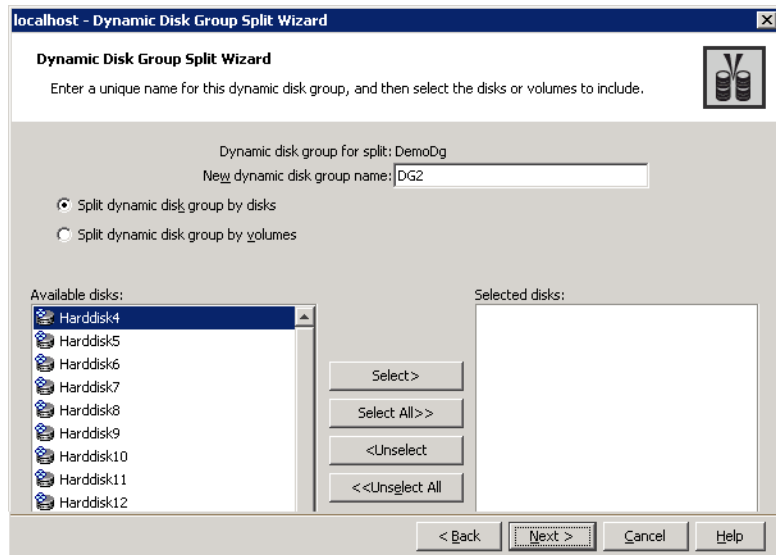 localhost - Dynamic Disk Group Split Wizard
Dynamic Disk Group Split Wizard
Enter a unique name for this dynamic disk group, and then select the disks or volumes to include.
Dynamic disk group for split: DemoDg
New dynamic disk group name: DG2
Split dynamic disk group by disks
Split dynamic disk group by volumes
Available disks:
Harddisk4
Harddisk5
Harddisk6
Harddisk7
Harddisk8
Harddisk9
Harddisk10
Harddisk11
Harddisk12
Select>
Select All>>
<Unselect
<<Unselect All
Selected disks:
< Back
Next >
Cancel
Help